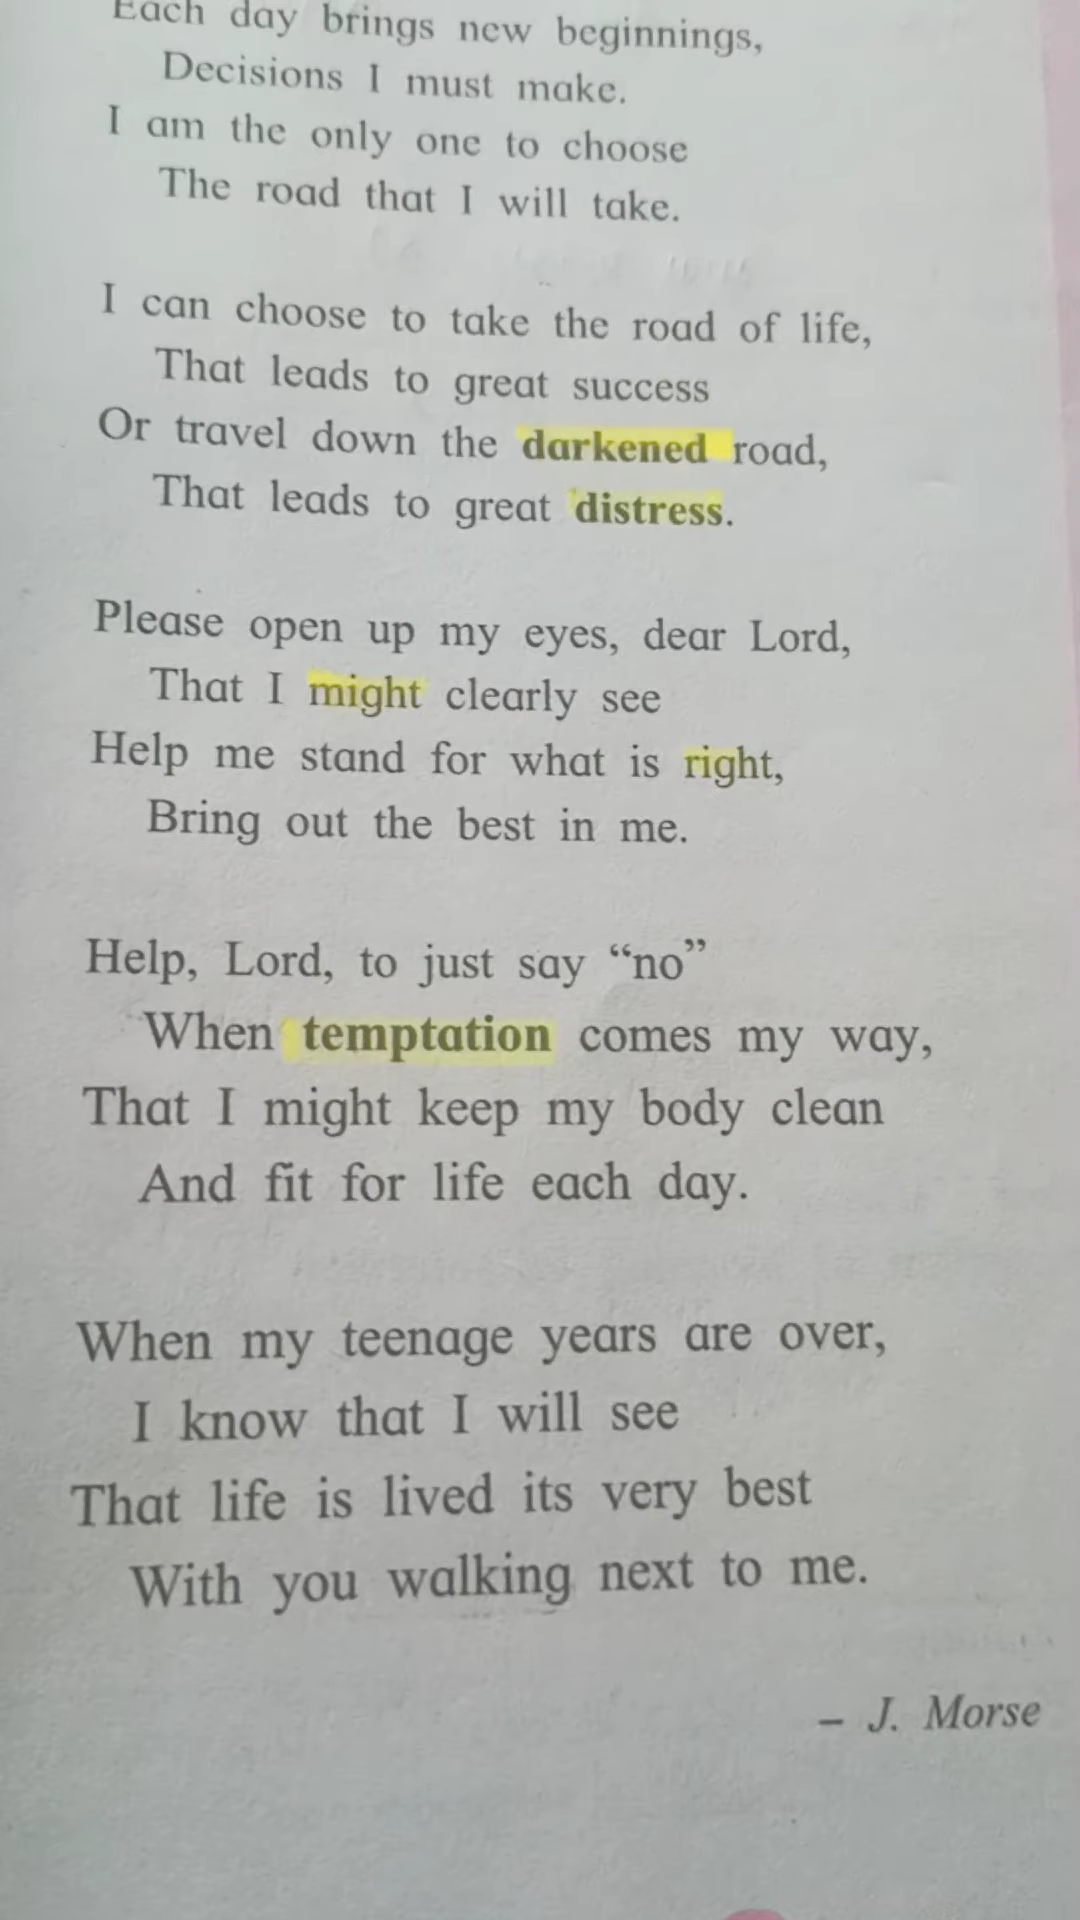 Each day brings new beginnings,
Decisions I must make.
I am the only one to choose
The road that I will take.
I can choose to take the road of life,
That leads to great success
Or travel down the darkened road,
That leads to great distress.
Please open up my eyes, dear Lord,
That I might clearly see
Help me stand for what is right,
Bring out the best in me.
Help, Lord, to just say “no”
When temptation comes my way,
That I might keep my body clean
And fit for life each day.
When my teenage years are over,
I know that I will see
That life is lived its very best
With you walking next to me.
– J. Morse